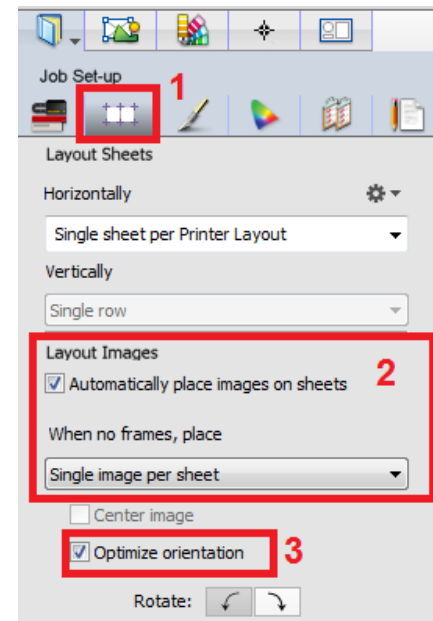 Job Set-up
1
Layout Sheets
Horizontally
Single sheet per Printer Layout
Vertically
Single row
Layout Images
2
Automatically place images on sheets
When no frames, place
Single image per sheet
Center image
Optimize orientation 3
Rotate: